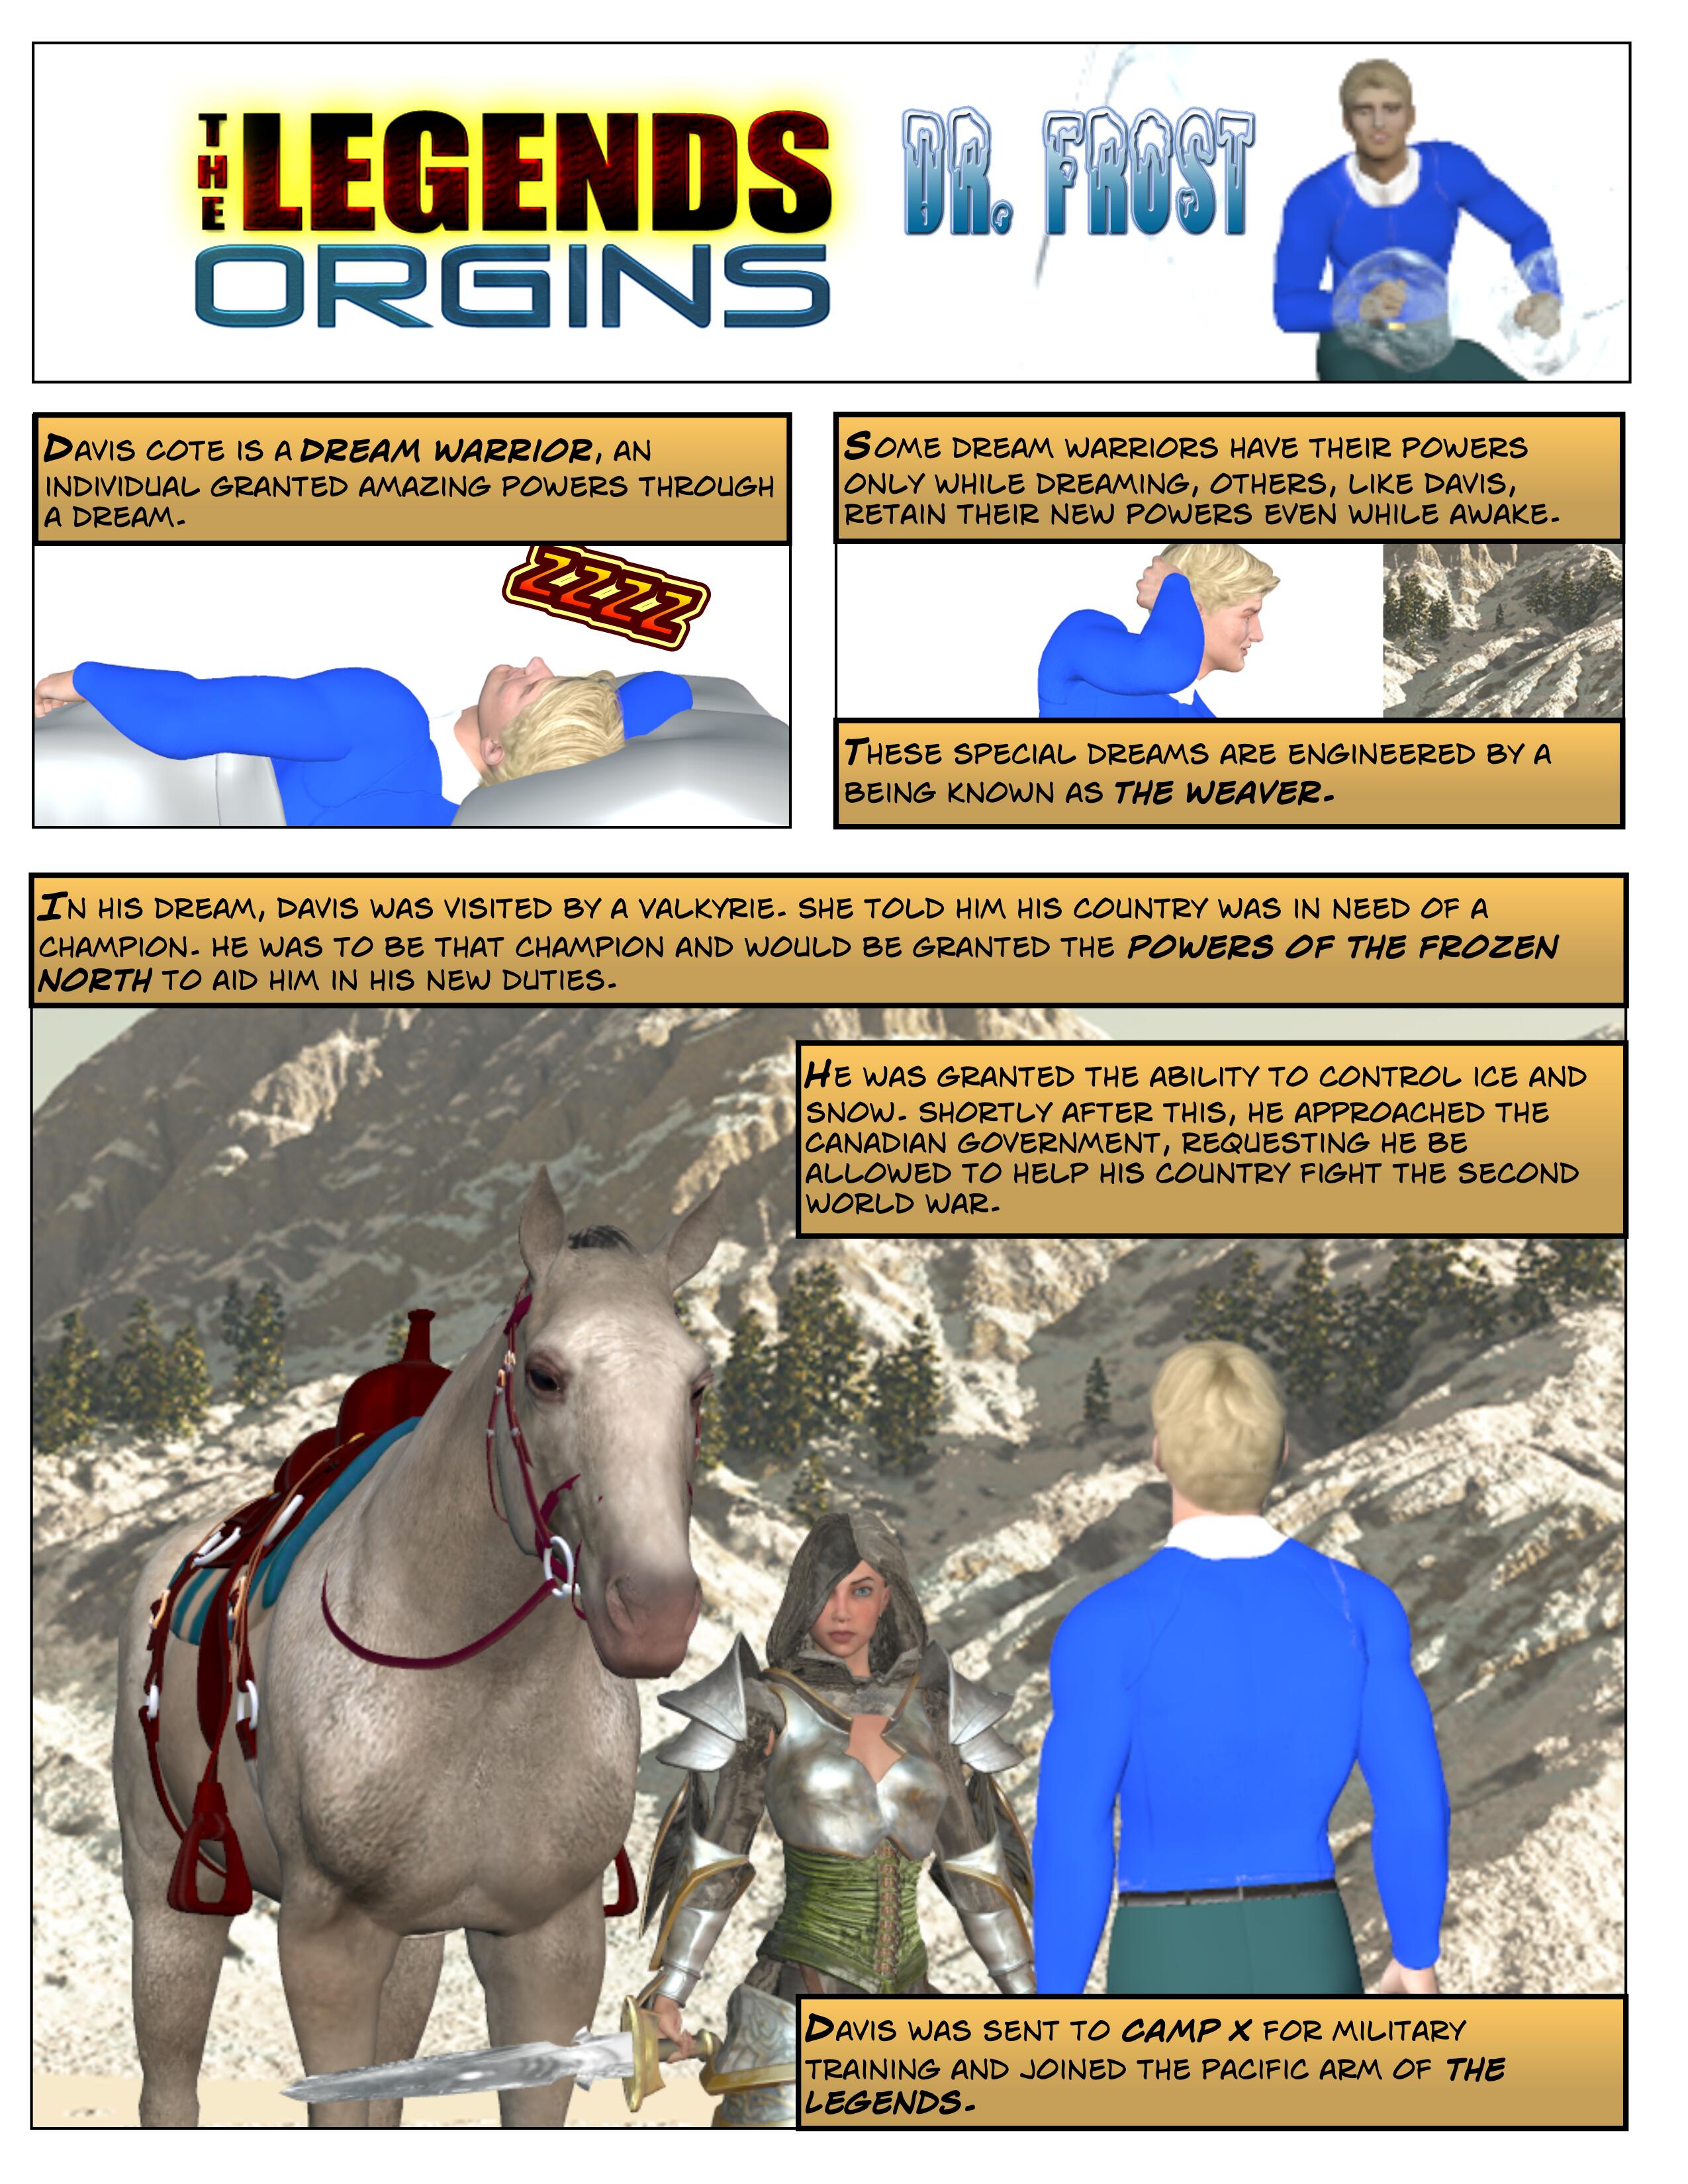 THE LEGENDS
ORGINS
DR. FROST
DAVIS COTE IS A DREAM WARRIOR, AN
INDIVIDUAL GRANTED AMAZING POWERS THROUGH
A DREAM.
ZZZZ
SOME DREAM WARRIORS HAVE THEIR POWERS
ONLY WHILE DREAMING, OTHERS, LIKE DAVIS,
RETAIN THEIR NEW POWERS EVEN WHILE AWAKE.
THESE SPECIAL DREAMS ARE ENGINEERED BY A
BEING KNOWN AS THE WEAVER.
IN HIS DREAM, DAVIS WAS VISITED BY A VALKYRIE. SHE TOLD HIM HIS COUNTRY WAS IN NEED OF A
CHAMPION. HE WAS TO BE THAT CHAMPION AND WOULD BE GRANTED THE POWERS OF THE FROZEN
NORTH TO AID HIM IN HIS NEW DUTIES.
HE WAS GRANTED THE ABILITY TO CONTROL ICE AND
SNOW. SHORTLY AFTER THIS, HE APPROACHED THE
CANADIAN GOVERNMENT, REQUESTING HE BE
ALLOWED TO HELP HIS COUNTRY FIGHT THE SECOND
WORLD WAR.
DAVIS WAS SENT TO CAMP X FOR MILITARY
TRAINING AND JOINED THE PACIFIC ARM OF THE
LEGENDS.